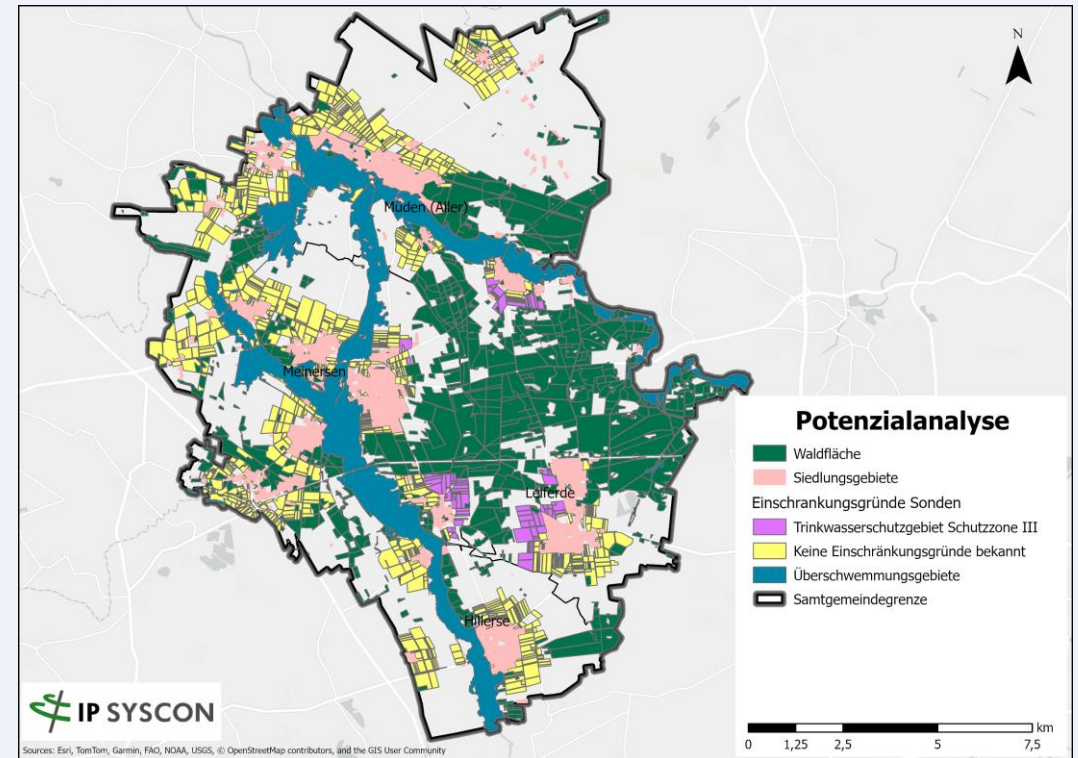 N
Müden (Aller)
Meinersen
Leiferde
Hillerse
Potenzialanalyse
Waldfläche
Siedlungsgebiete
Einschrankungsgründe Sonden
Trinkwasserschutzgebiet Schutzzone III
Keine Einschränkungsgründe bekannt
Überschwemmungsgebiete
Samtgemeindegrenze
IP SYSCON
km
0 1,25 2,5 5 7,5
Sources: Esri, TomTom, Garmin, FAO, NOAA, USGS, © OpenStreetMap contributors, and the GIS User Community